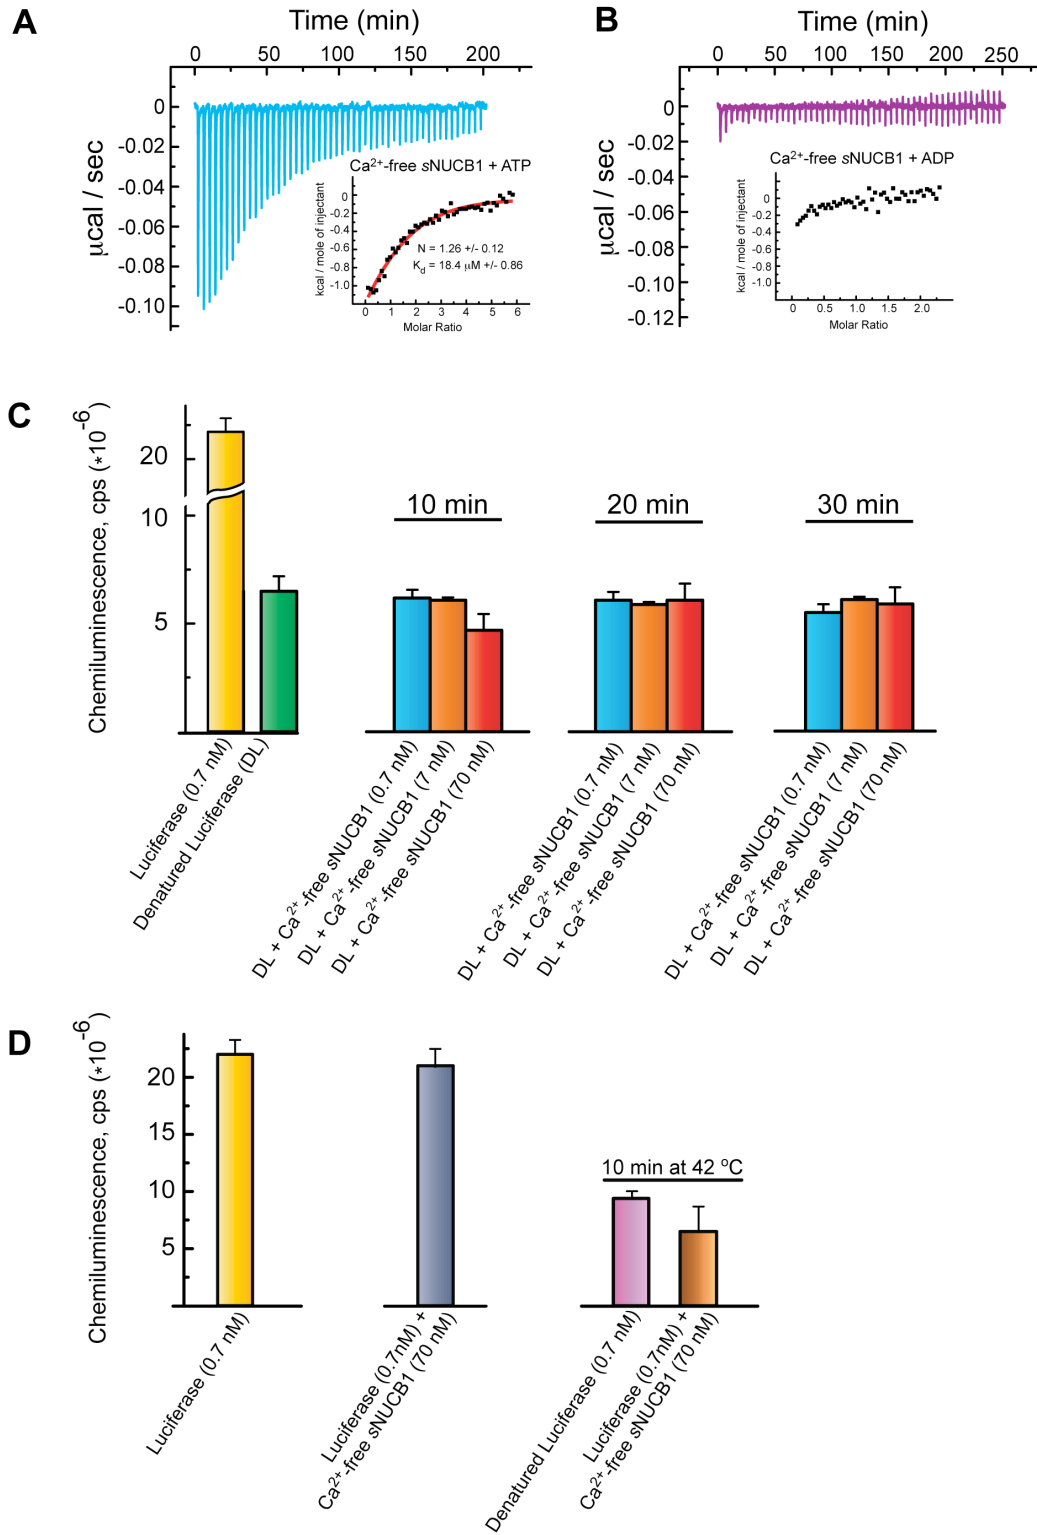 A
Time (min)
0 50 100 150 200
µcal / sec
0
-0.02
-0.04
-0.06
-0.08
-0.10
Ca²⁺-free sNUCB1 + ATP
kcal / mole of injectant
0
-0.2
-0.4
-0.6
-0.8
-1.0
N = 1.26 +/- 0.12
Kd = 18.4 µM +/- 0.86
0 1 2 3 4 5 6
Molar Ratio
B
Time (min)
0 50 100 150 200 250
µcal / sec
0
-0.02
-0.04
-0.06
-0.08
-0.10
-0.12
Ca²⁺-free sNUCB1 + ADP
kcal / mole of injectant
0
-0.2
-0.4
-0.6
-0.8
-1.0
0 0.5 1.0 1.5 2.0
Molar Ratio
C
Chemiluminescence, cps (*10⁻⁶)
20
10
5
10 min
20 min
30 min
Luciferase (0.7 nM)
Denatured Luciferase (DL)
DL + Ca²⁺-free sNUCB1 (0.7 nM)
DL + Ca²⁺-free sNUCB1 (7 nM)
DL + Ca²⁺-free sNUCB1 (70 nM)
DL + Ca²⁺-free sNUCB1 (0.7 nM)
DL + Ca²⁺-free sNUCB1 (7 nM)
DL + Ca²⁺-free sNUCB1 (70 nM)
DL + Ca²⁺-free sNUCB1 (0.7 nM)
DL + Ca²⁺-free sNUCB1 (7 nM)
DL + Ca²⁺-free sNUCB1 (70 nM)
D
Chemiluminescence, cps (*10⁻⁶)
20
15
10
5
10 min at 42 °C
Luciferase (0.7 nM)
Luciferase (0.7nM) +
Ca²⁺-free sNUCB1 (70 nM)
Denatured Luciferase (0.7 nM)
Luciferase (0.7nM) +
Ca²⁺-free sNUCB1 (70 nM)